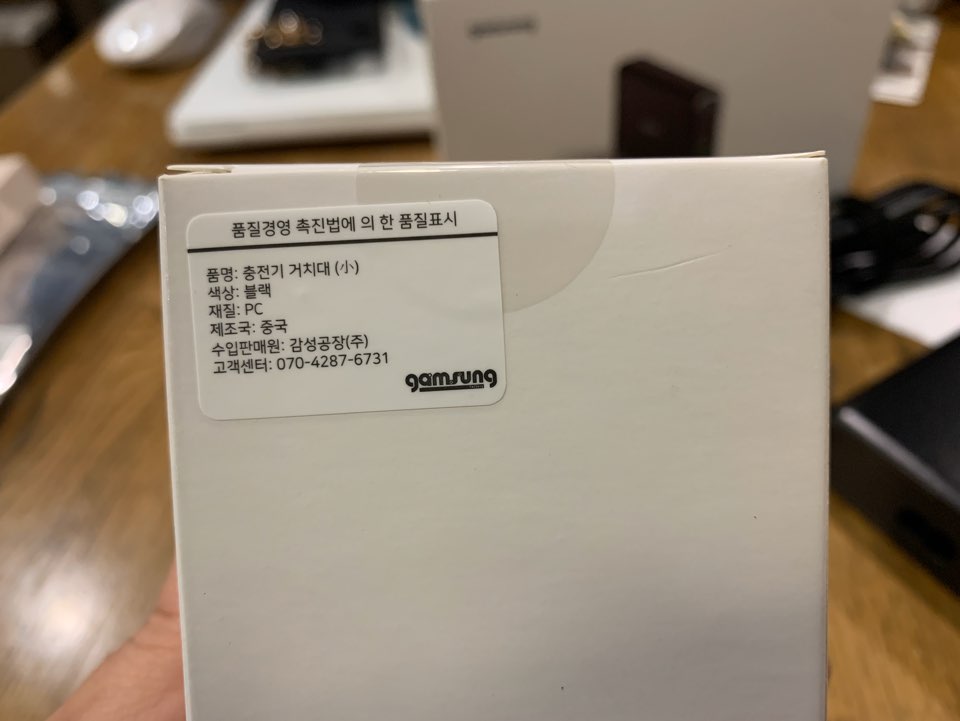 gamsung
품질경영 촉진법에 의 한 품질표시
품명: 충전기 거치대 (小)
색상: 블랙
재질: PC
제조국: 중국
수입판매원: 감성공장(주)
고객센터: 070-4287-6731
gamsung